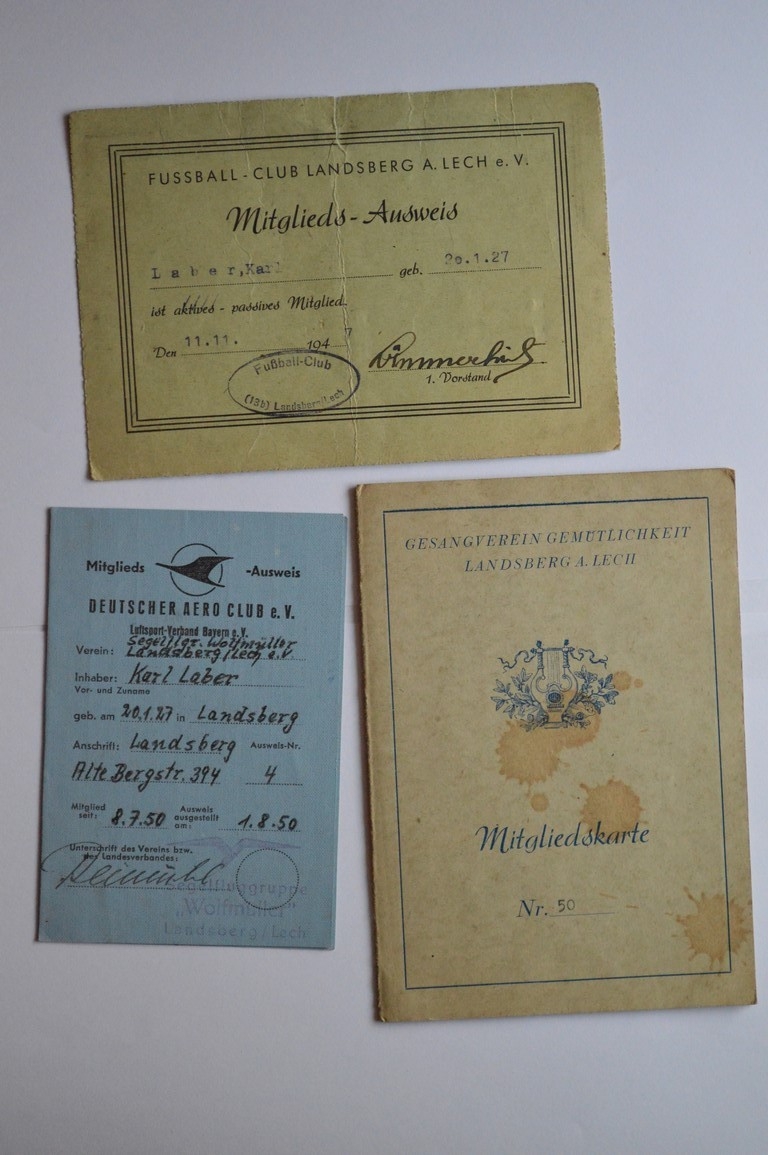 FUSSBALL-CLUB LANDSBERG A. LECH e. V.
Mitglieds-Ausweis
Laber, Karl geb. 20.1.27
ist aktives - passives Mitglied.
Den 11.11. 1947
1. Vorstand
Fußball-Club
(13b) Landsberg/Lech
Mitglieds -Ausweis
DEUTSCHER AERO CLUB e. V.
Luftsport-Verband Bayern e. V.
Segelflgr. Wolfmüller
Verein: Landsberg/Lech e.V.
Inhaber: Karl Laber
Vor- und Zuname
geb. am 20.1.27 in Landsberg
Anschrift: Landsberg Ausweis-Nr.
Alte Bergstr. 394 4
Mitglied seit: 8.7.50 Ausweis ausgestellt am: 1.8.50
Unterschrift des Vereins bzw.
des Landesverbandes:
Segelfluggruppe
„Wolfmüller"
Landsberg/Lech
GESANGVEREIN GEMÜTLICHKEIT
LANDSBERG A. LECH
Mitgliedskarte
Nr. 50